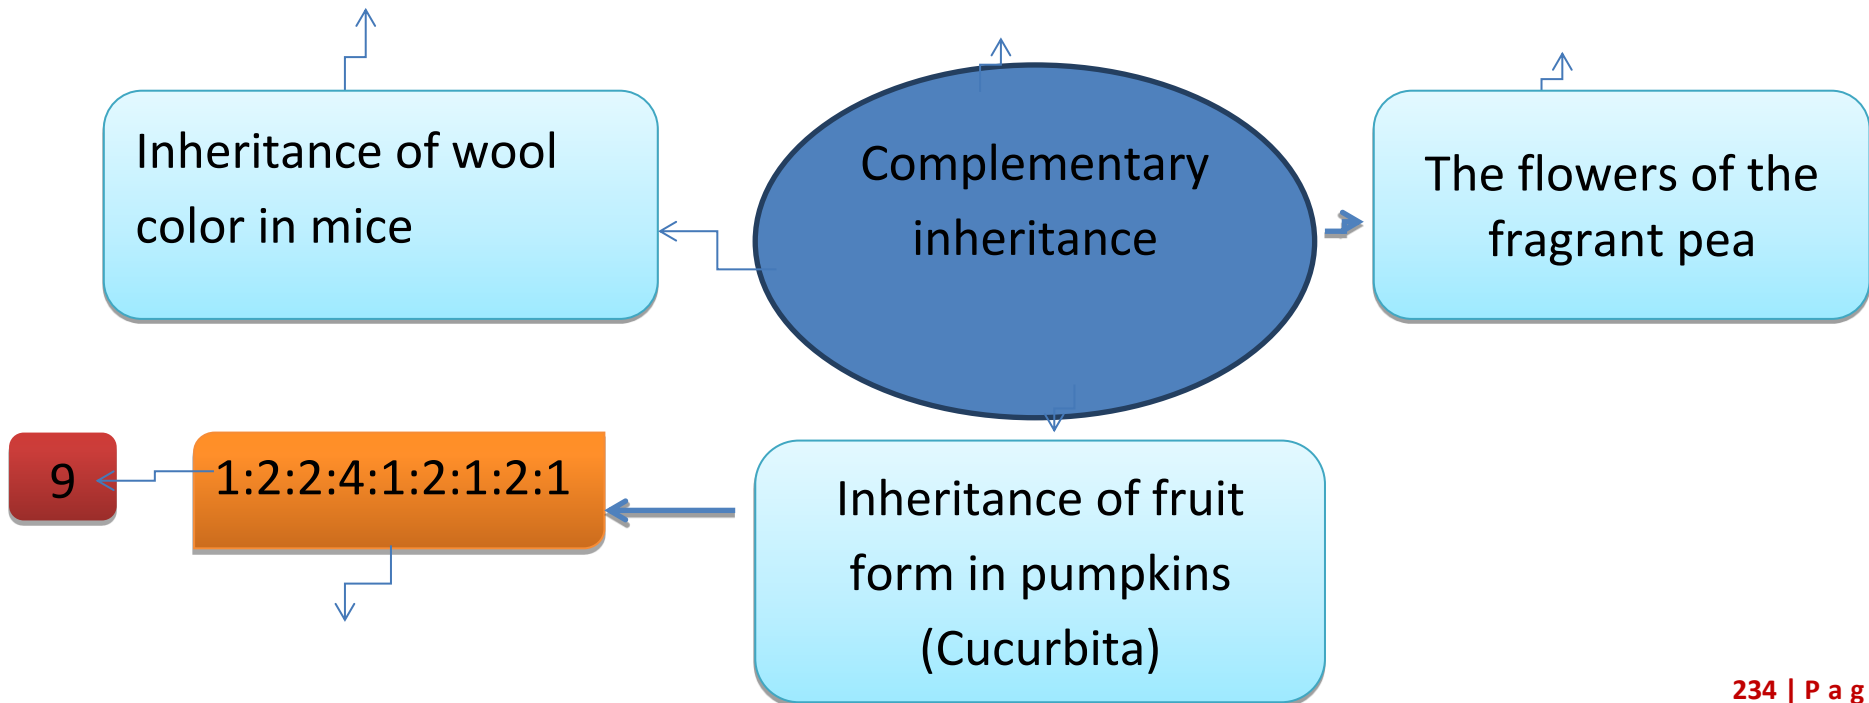 Inheritance of wool
color in mice
Complementary
inheritance
The flowers of the
fragrant pea
9
1:2:2:4:1:2:1:2:1
Inheritance of fruit
form in pumpkins
(Cucurbita)
234 | P a g